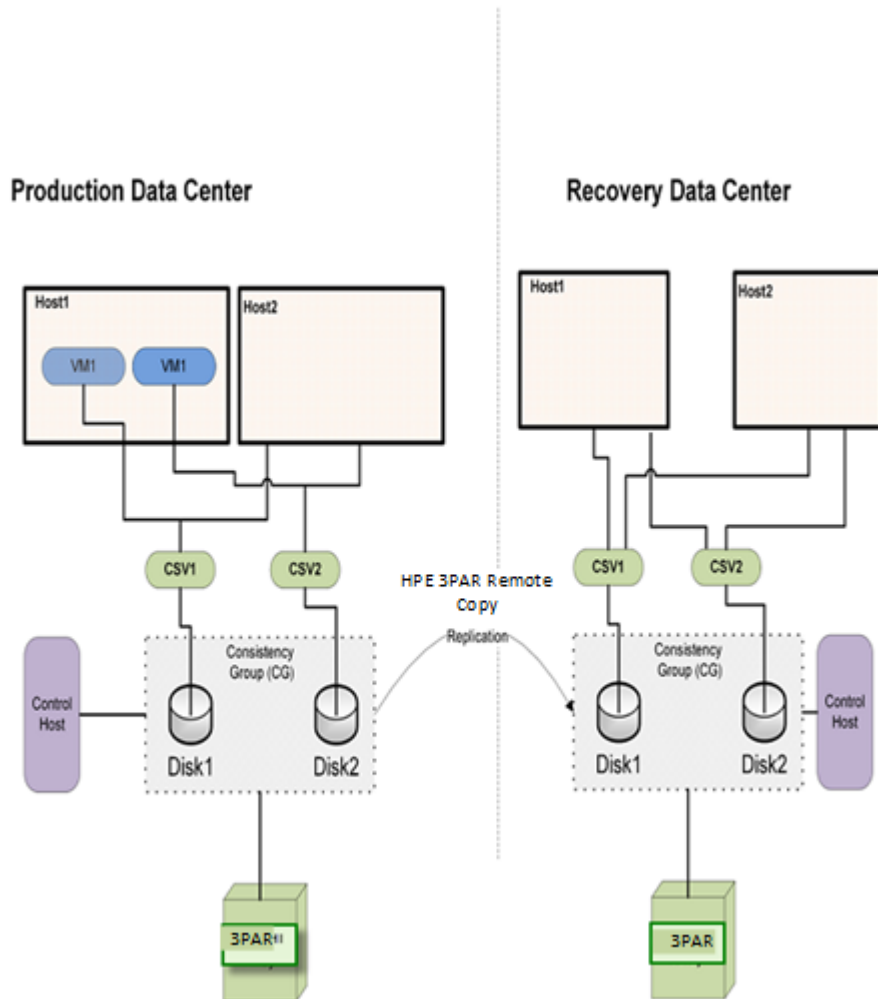 Production Data Center
Recovery Data Center
Host1
Host2
VM1
VM1
Host1
Host2
CSV1
CSV2
CSV1
CSV2
HPE 3PAR Remote
Copy
Replication
Consistency
Group (CG)
Control
Host
Disk1
Disk2
Consistency
Group (CG)
Control
Host
Disk1
Disk2
3PAR
3PAR